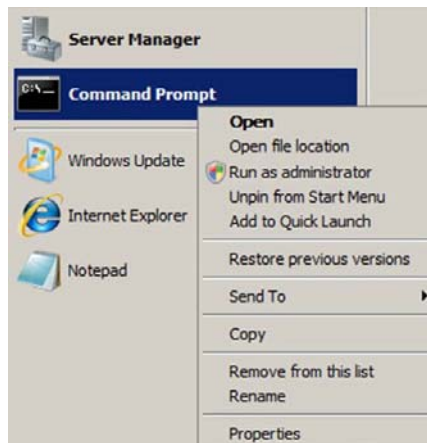 Server Manager
C:\
Command Prompt
Open
Open file location
Run as administrator
Unpin from Start Menu
Add to Quick Launch
Windows Update
Internet Explorer
Notepad
Restore previous versions
Send To
Copy
Remove from this list
Rename
Properties